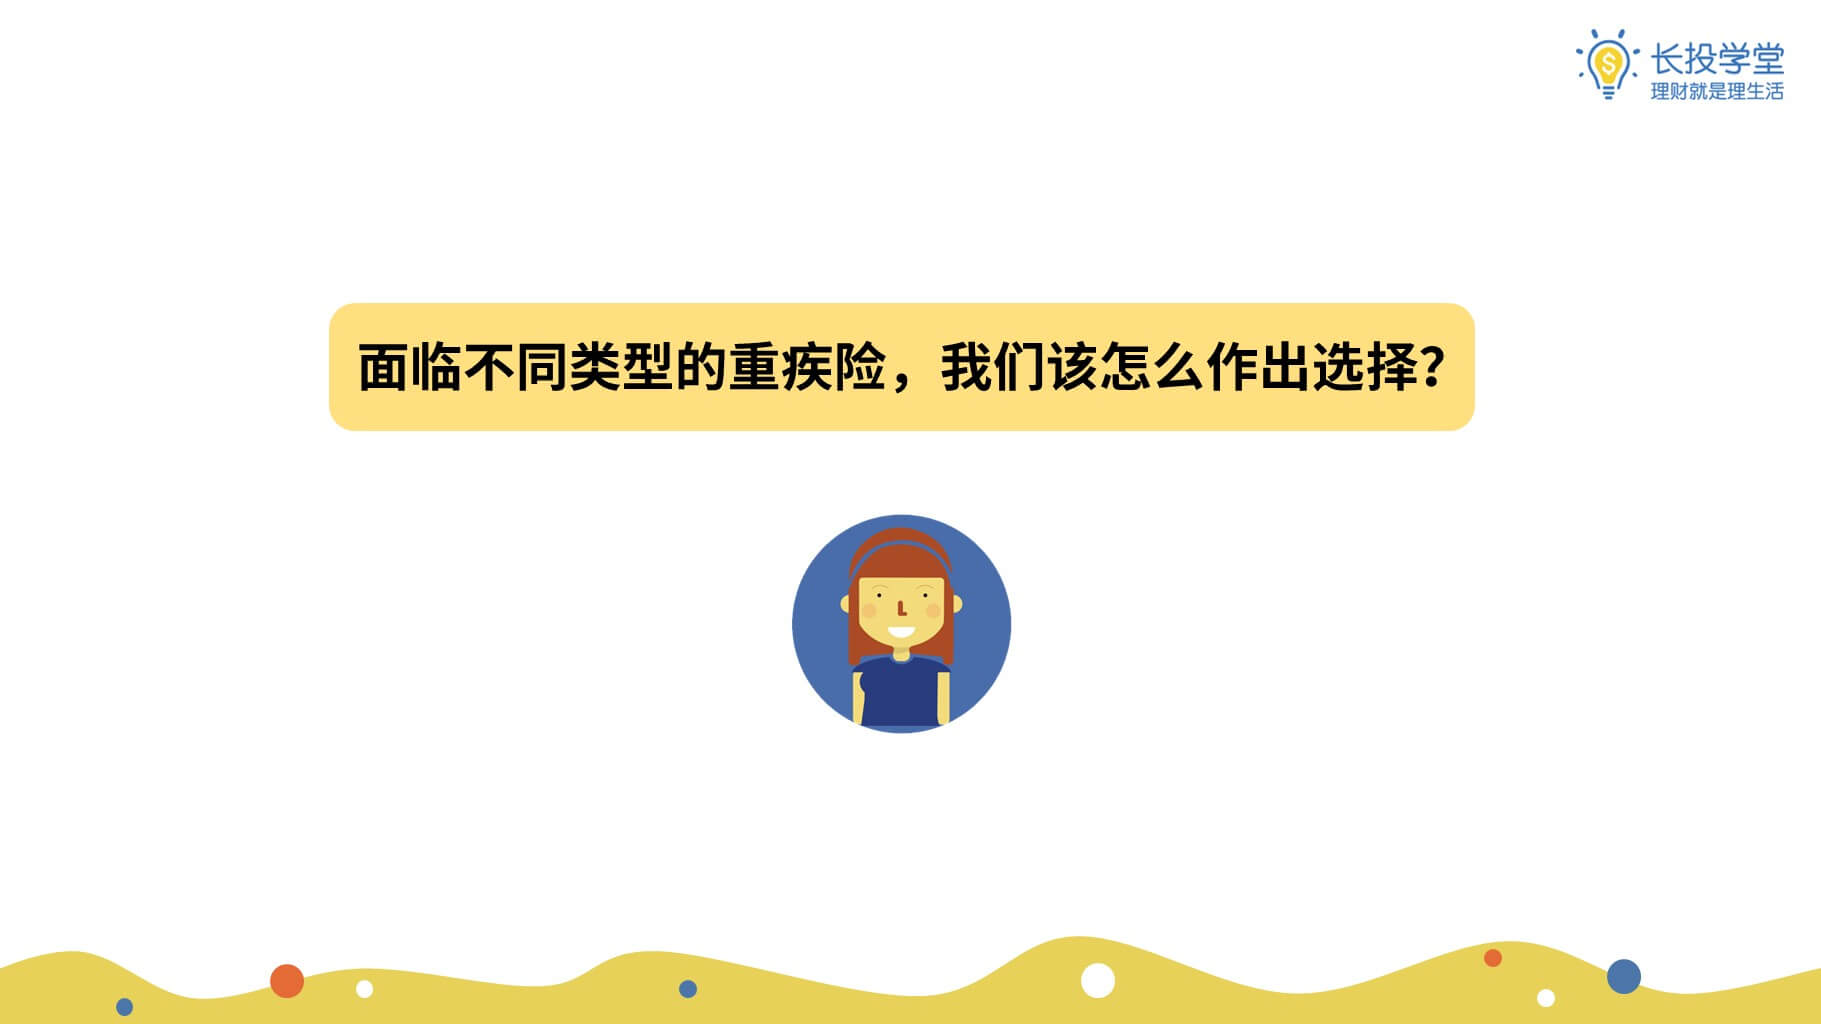 长投学堂
理财就是理生活
面临不同类型的重疾险，我们该怎么作出选择？